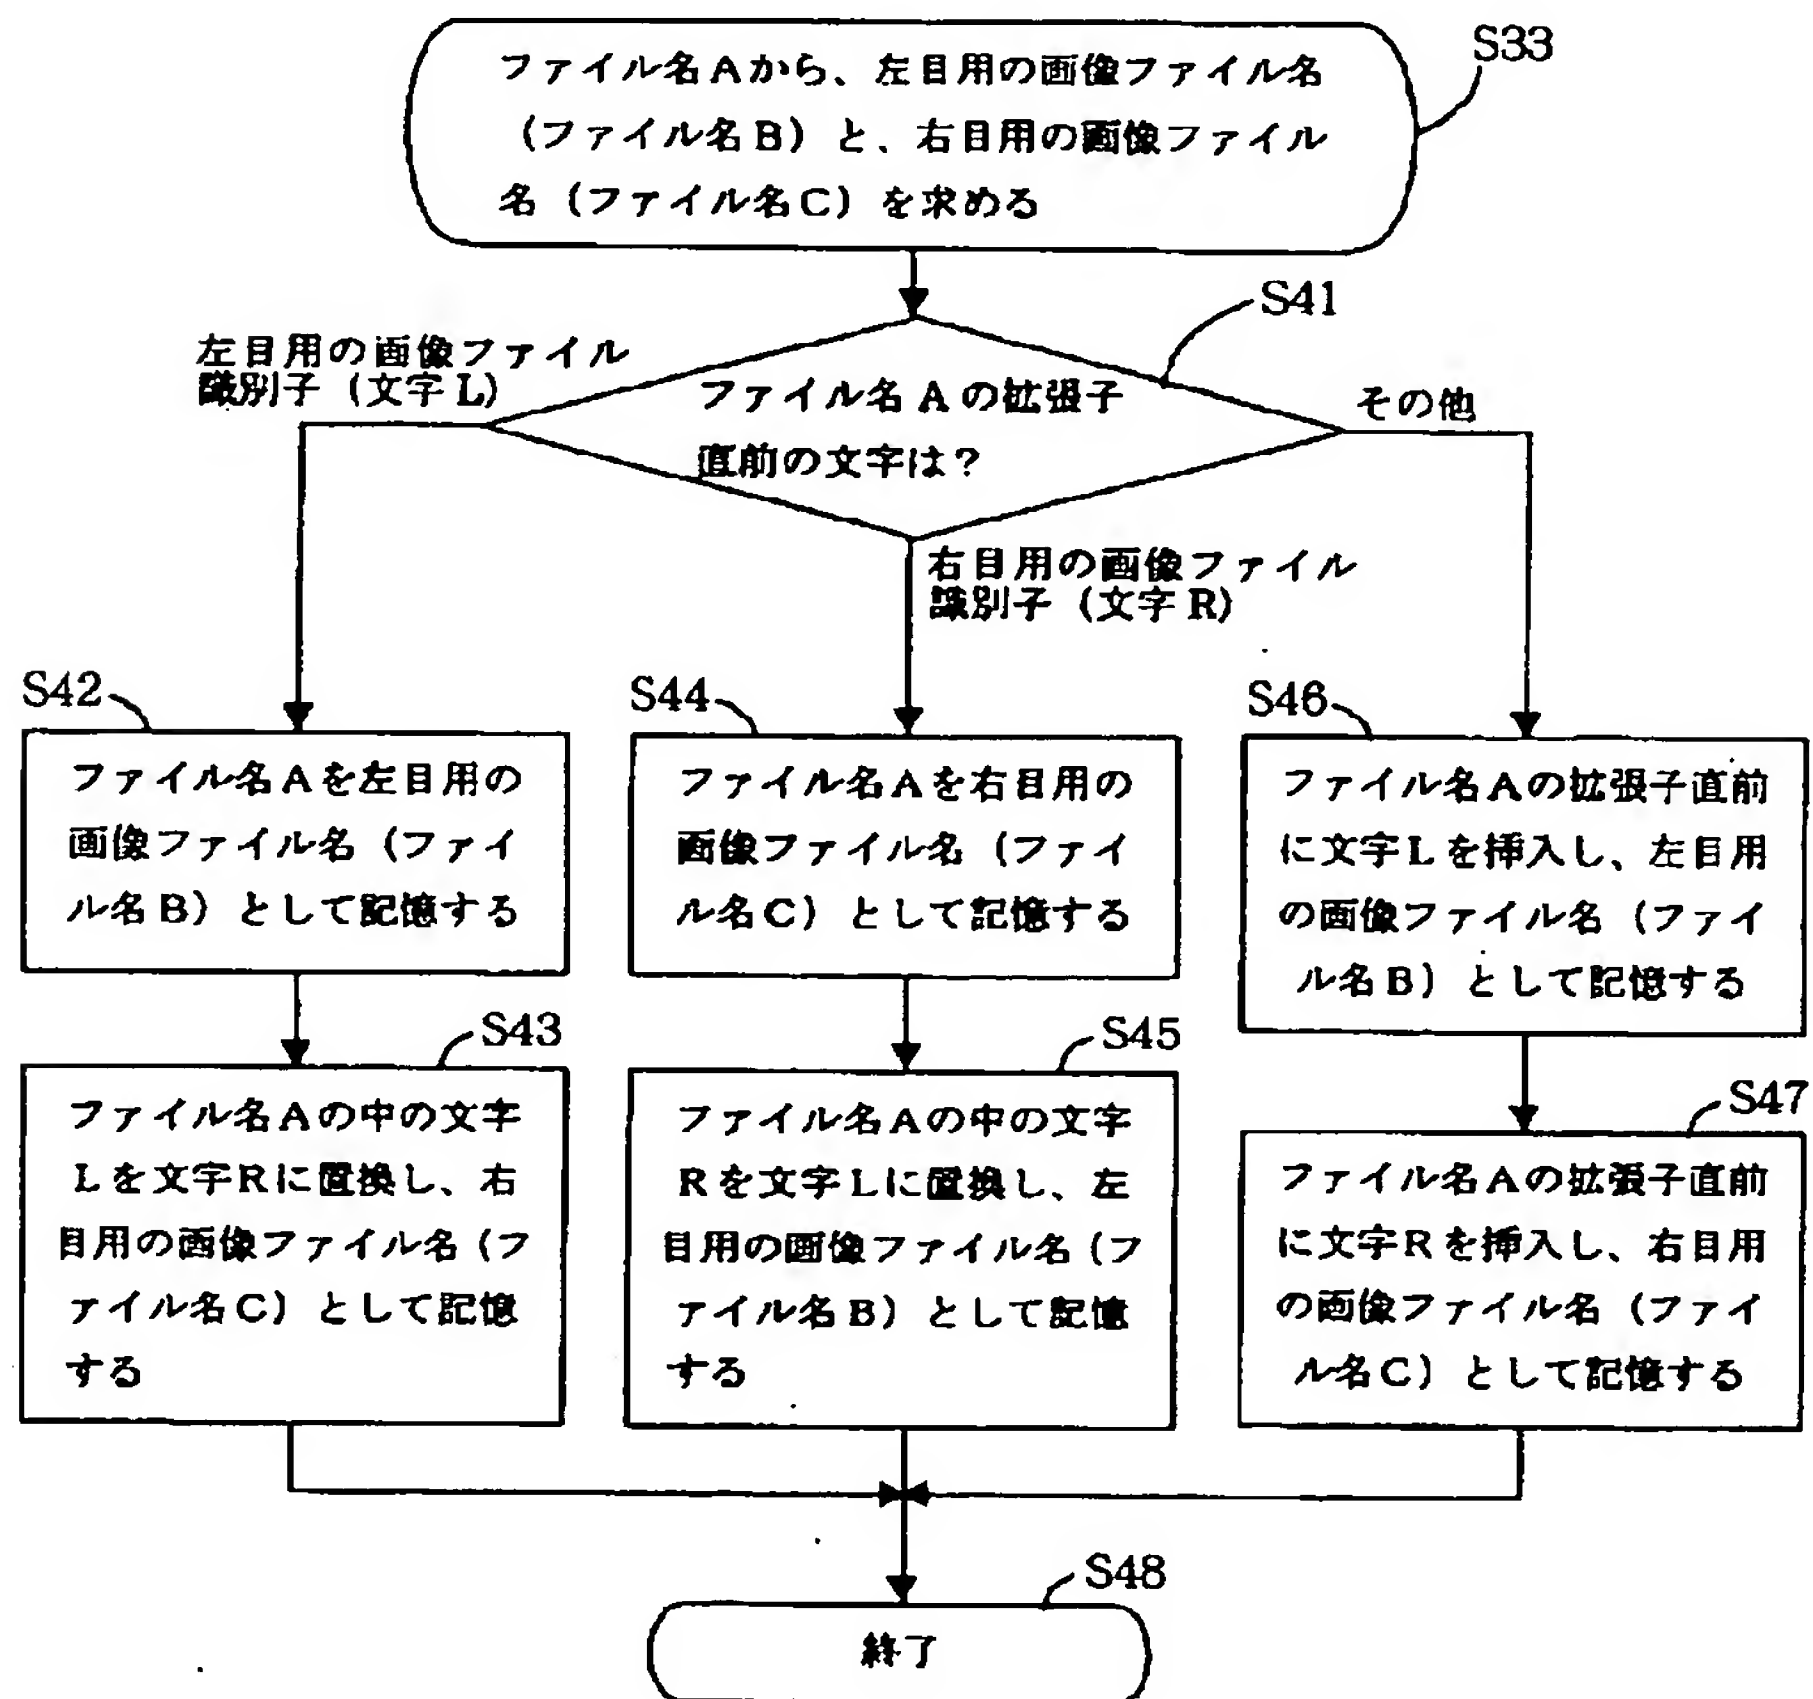 ファイル名Aから、左目用の画像ファイル名
(ファイル名B)と、右目用の画像ファイル
名(ファイル名C)を求める
S33
S41
ファイル名Aの拡張子
直前の文字は?
左目用の画像ファイル
識別子(文字L)
右目用の画像ファイル
識別子(文字R)
その他
S42
ファイル名Aを左目用の
画像ファイル名(ファイ
ル名B)として記憶する
S43
ファイル名Aの中の文字
Lを文字Rに置換し、右
目用の画像ファイル名(フ
ァイル名C)として記憶
する
S44
ファイル名Aを右目用の
画像ファイル名(ファイ
ル名C)として記憶する
S45
ファイル名Aの中の文字
Rを文字Lに置換し、左
目用の画像ファイル名(フ
ァイル名B)として記憶
する
S46
ファイル名Aの拡張子直前
に文字Lを挿入し、左目用
の画像ファイル名(ファイ
ル名B)として記憶する
S47
ファイル名Aの拡張子直前
に文字Rを挿入し、右目用
の画像ファイル名(ファイ
ル名C)として記憶する
S48
終了